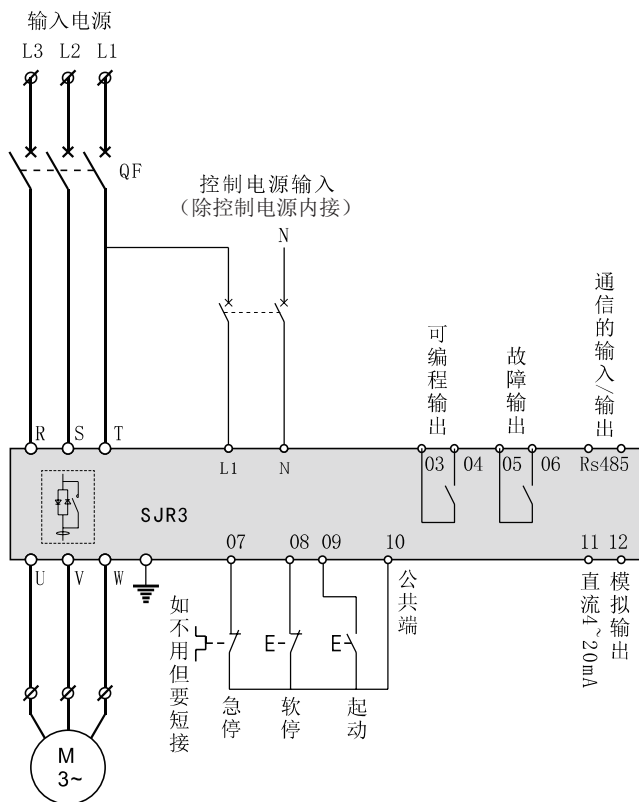 输入电源
L3 L2 L1
QF
控制电源输入
（除控制电源内接）
N
可编程输出
故障输出
通信的输入/输出
R S T
L1 N 03 04 05 06 Rs485
SJR3
07 08 09 10 11 12
U V W
如不用但要短接
公共端
直流4~20mA
模拟输出
E E
急停
软停
起动
M
3~